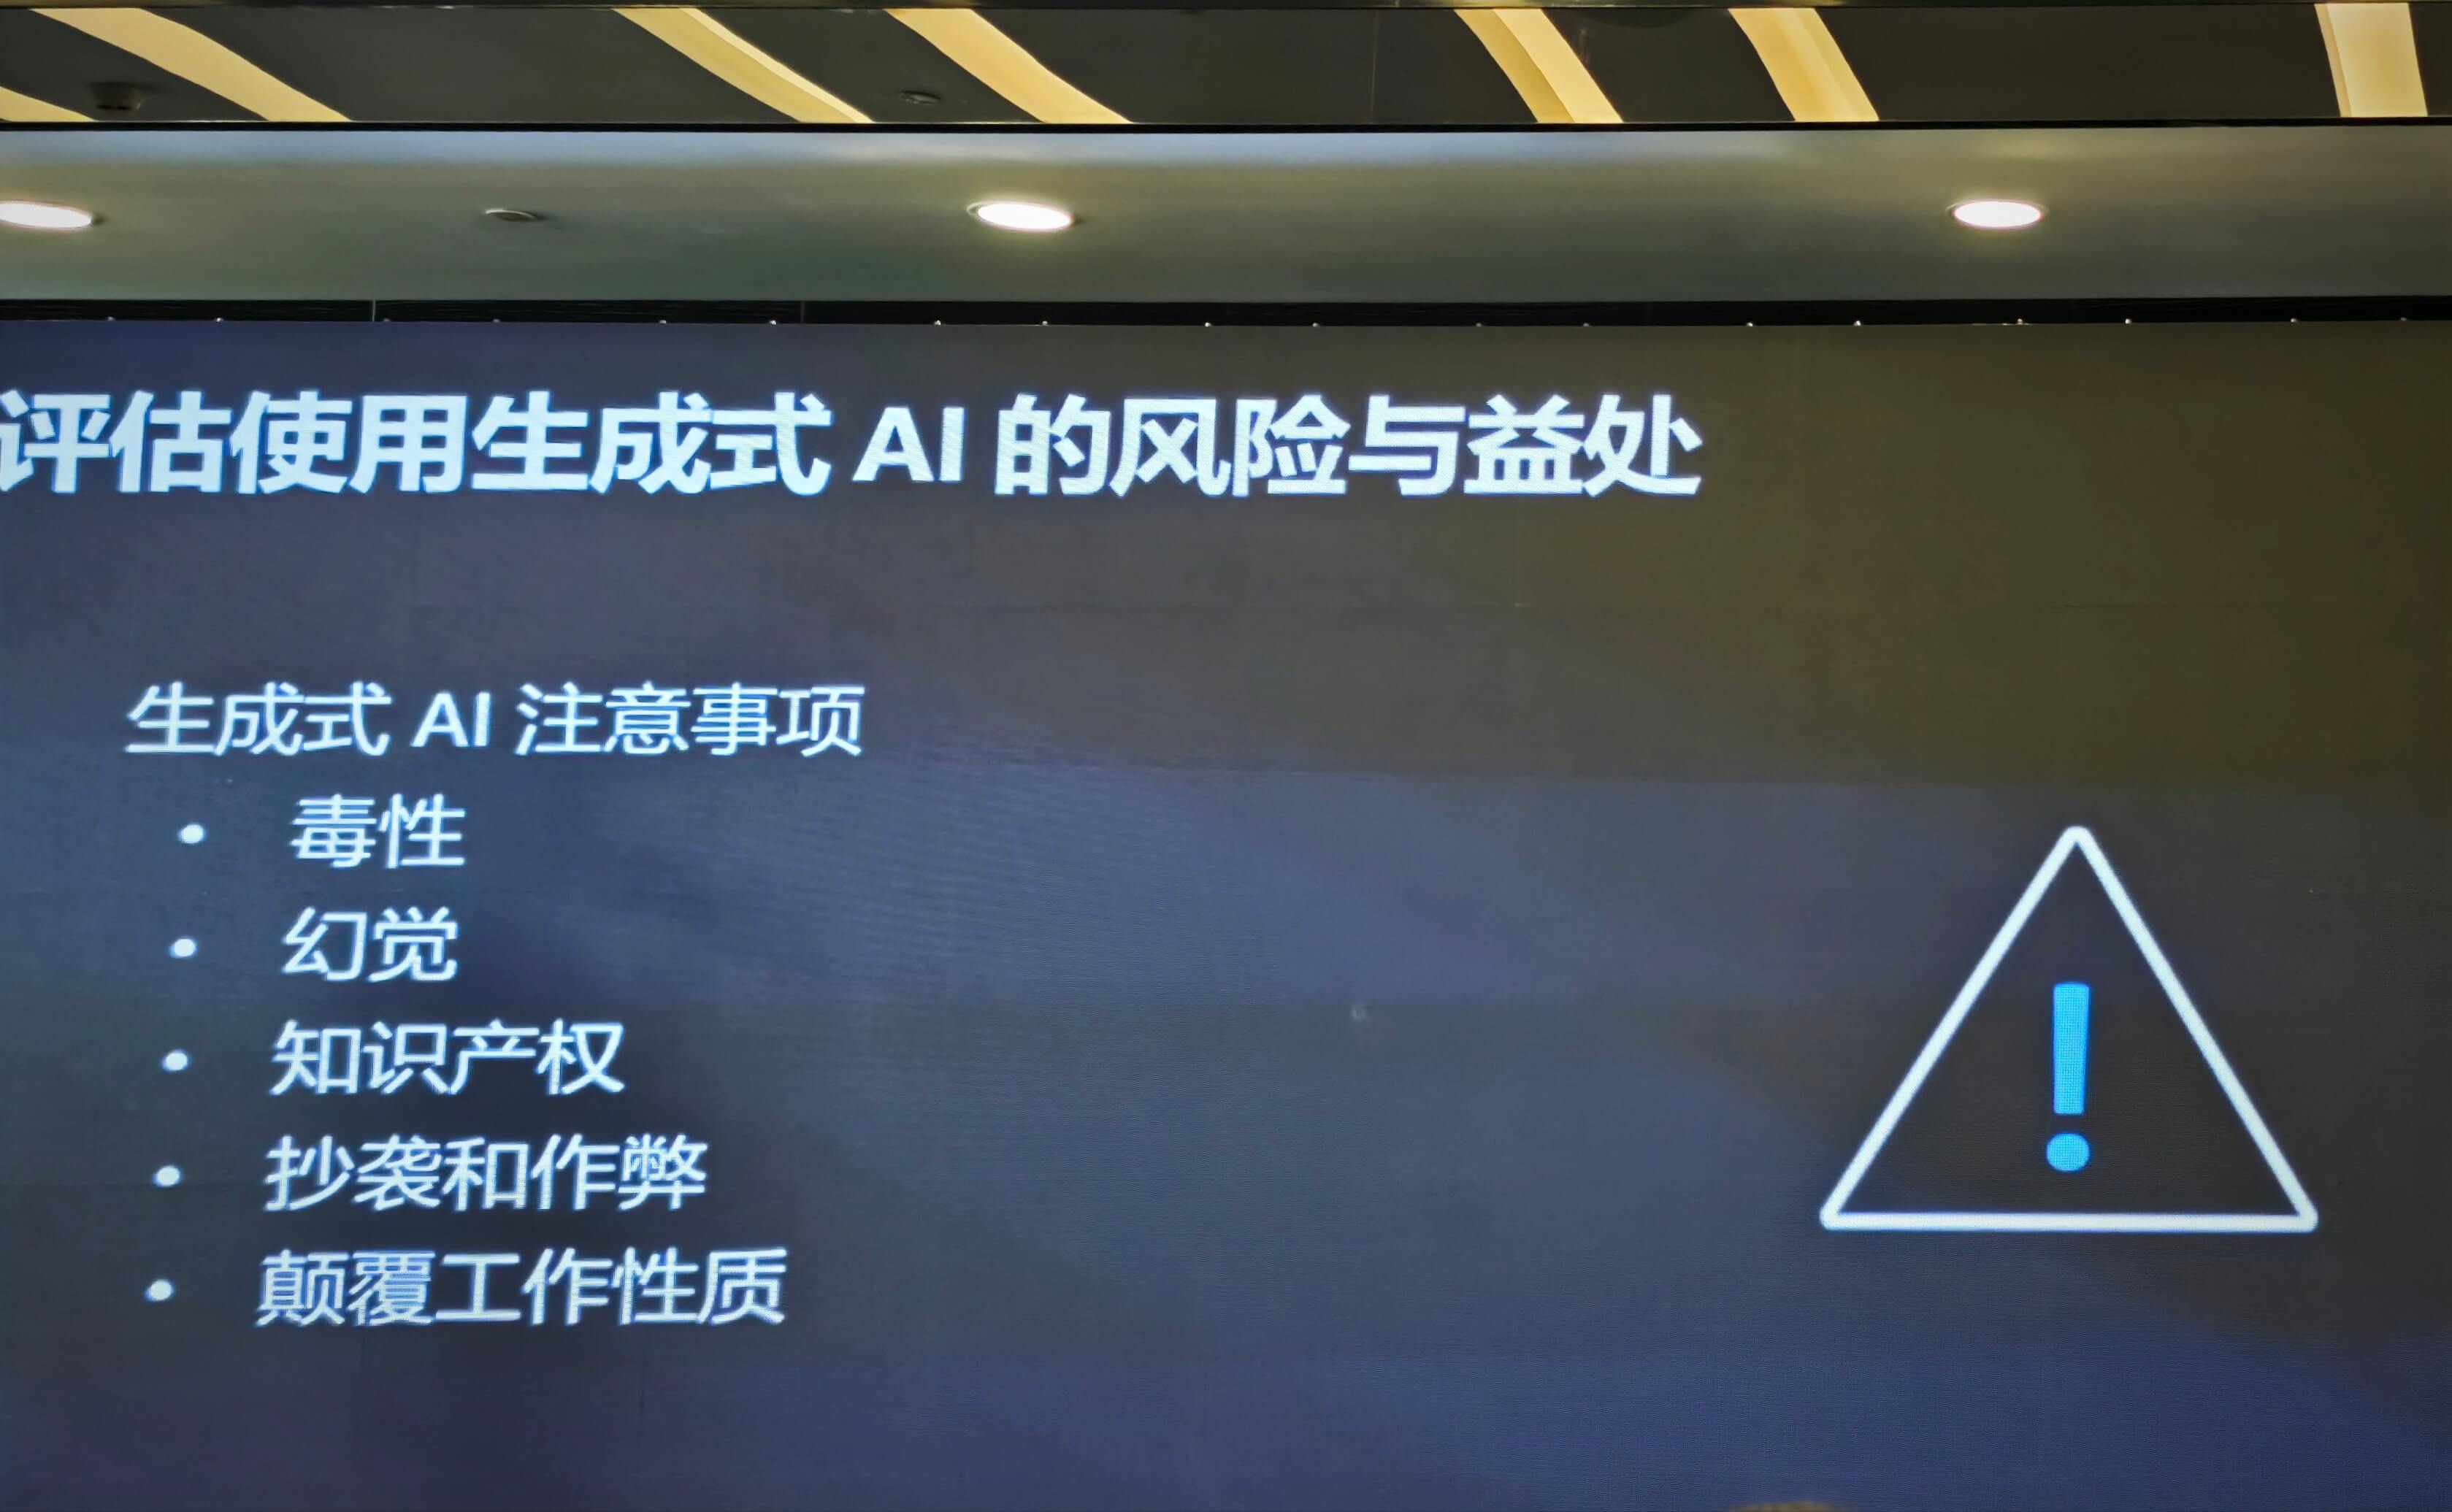 评估使用生成式 AI 的风险与益处
生成式 AI 注意事项
• 毒性
• 幻觉
• 知识产权
• 抄袭和作弊
• 颠覆工作性质